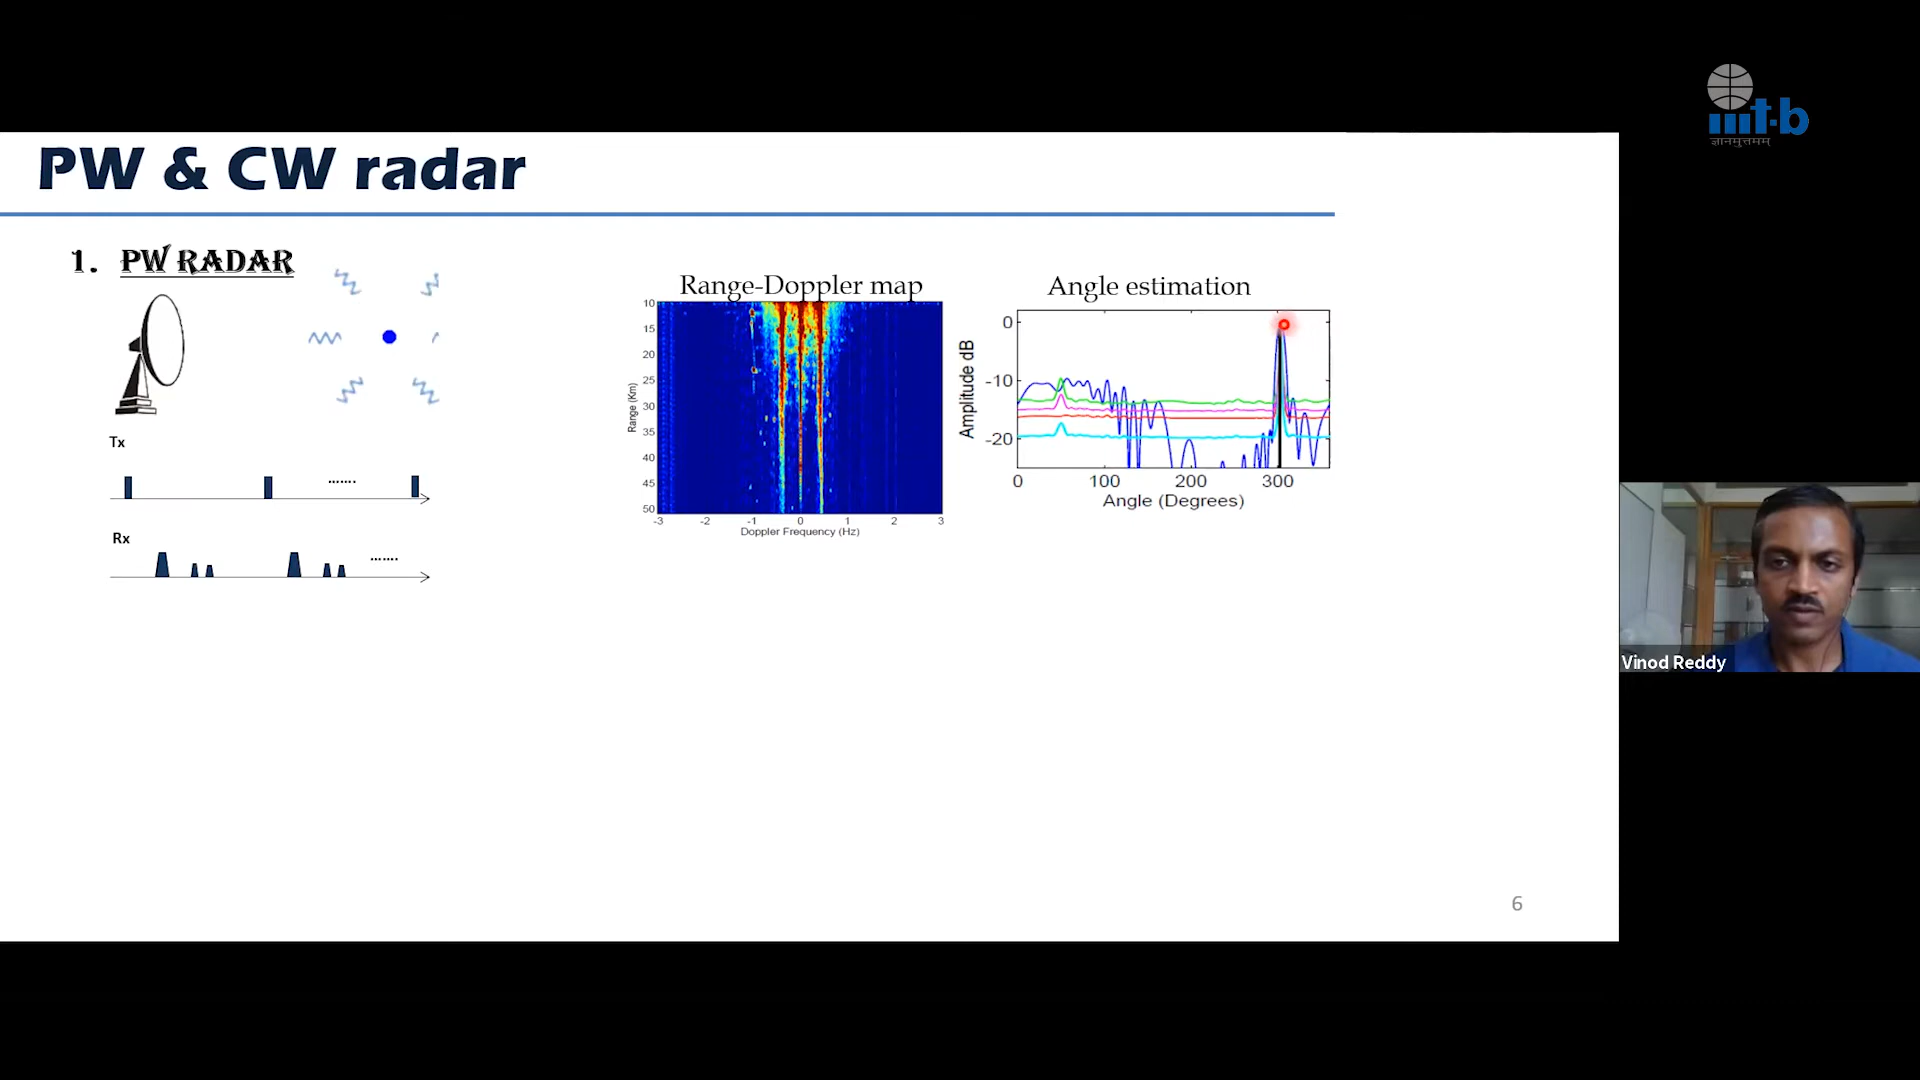 iiit-b
ज्ञानमुत्तमम्
PW & CW radar
1. PW RADAR
Range-Doppler map
Angle estimation
Tx
.......
Rx
.......
10
15
20
25
30
35
40
45
50
Range (Km)
-3 -2 -1 0 1 2 3
Doppler Frequency (Hz)
0
-10
-20
Amplitude dB
0 100 200 300
Angle (Degrees)
Vinod Reddy
6